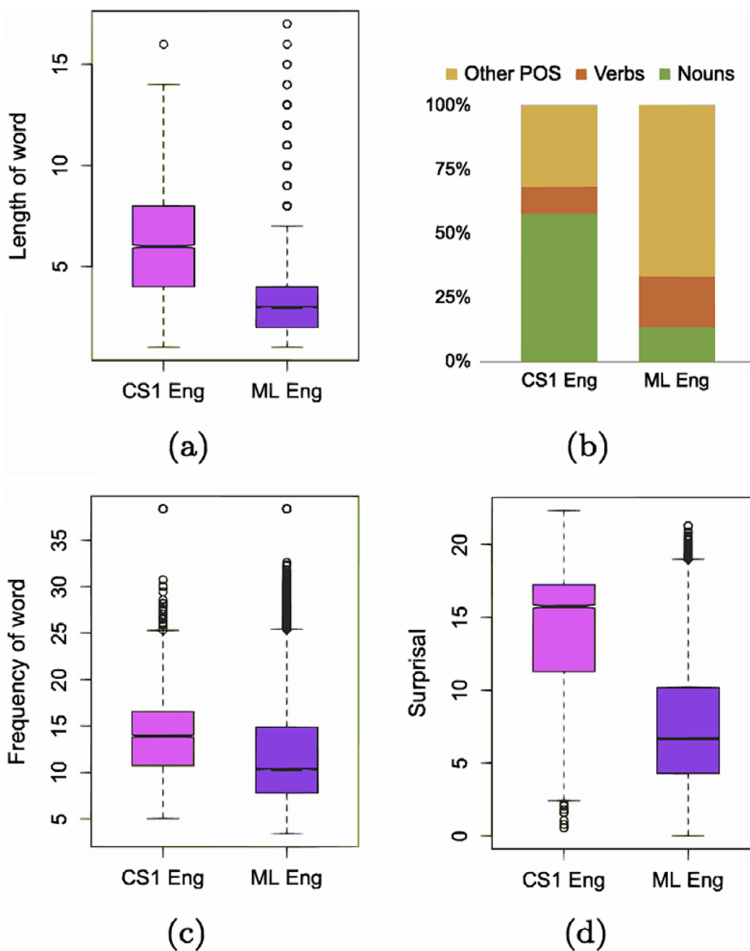 Length of word
15
10
5
CS1 Eng ML Eng
(a)
Other POS Verbs Nouns
100%
75%
50%
25%
0%
CS1 Eng ML Eng
(b)
Frequency of word
35
30
25
20
15
10
5
CS1 Eng ML Eng
(c)
Surprisal
20
15
10
5
0
CS1 Eng ML Eng
(d)